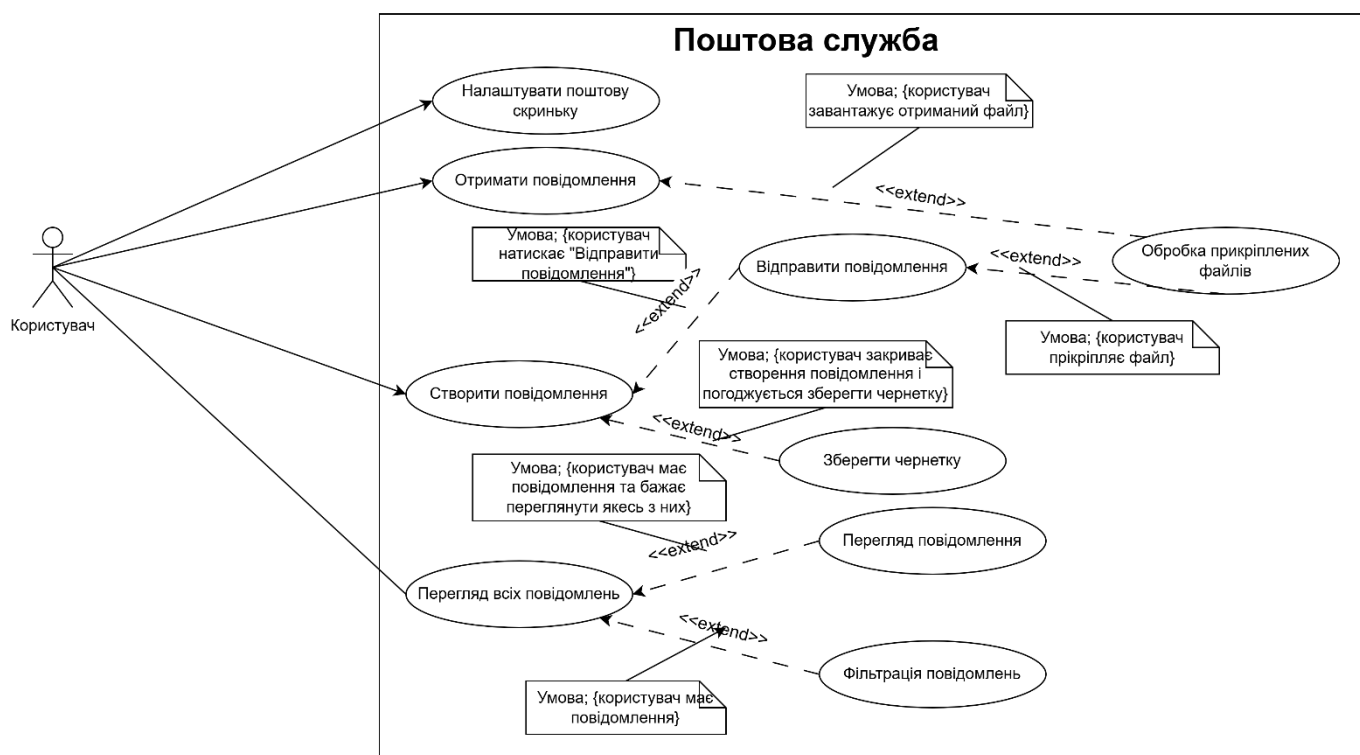 Поштова служба
Налаштувати поштову
скриньку
Умова; {користувач
завантажує отриманий файл}
Отримати повідомлення
<<extend>>
Умова; {користувач
натискає "Відправити
повідомлення"}
<<extend>>
Відправити повідомлення
<<extend>>
Обробка прикріплених
файлів
Користувач
Умова; {користувач
прікріпляє файл}
Умова; {користувач закриває
створення повідомлення і
погоджується зберегти чернетку}
Створити повідомлення
<<extend>>
Зберегти чернетку
Умова; {користувач має
повідомлення та бажає
переглянути якесь з них}
<<extend>>
Перегляд повідомлення
Перегляд всіх повідомлень
<<extend>>
Фільтрація повідомлень
Умова; {користувач має
повідомлення}